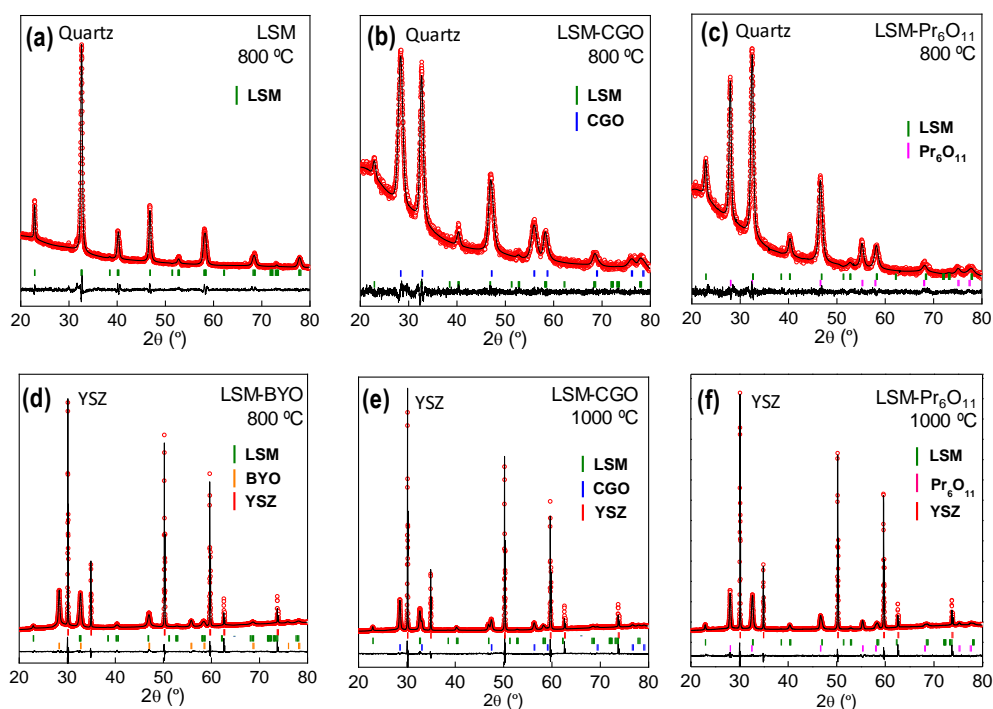 (a) Quartz LSM
800 ºC
LSM
20 30 40 50 60 70 80
2θ (º)
(b) Quartz LSM-CGO
800 ºC
LSM
CGO
20 30 40 50 60 70 80
2θ (º)
(c) Quartz LSM-Pr₆O₁₁
800 ºC
LSM
Pr₆O₁₁
20 30 40 50 60 70 80
2θ (º)
(d) YSZ LSM-BYO
800 ºC
LSM
BYO
YSZ
20 30 40 50 60 70 80
2θ (º)
(e) YSZ LSM-CGO
1000 ºC
LSM
CGO
YSZ
20 30 40 50 60 70 80
2θ (º)
(f) YSZ LSM-Pr₆O₁₁
1000 ºC
LSM
Pr₆O₁₁
YSZ
20 30 40 50 60 70 80
2θ (º)